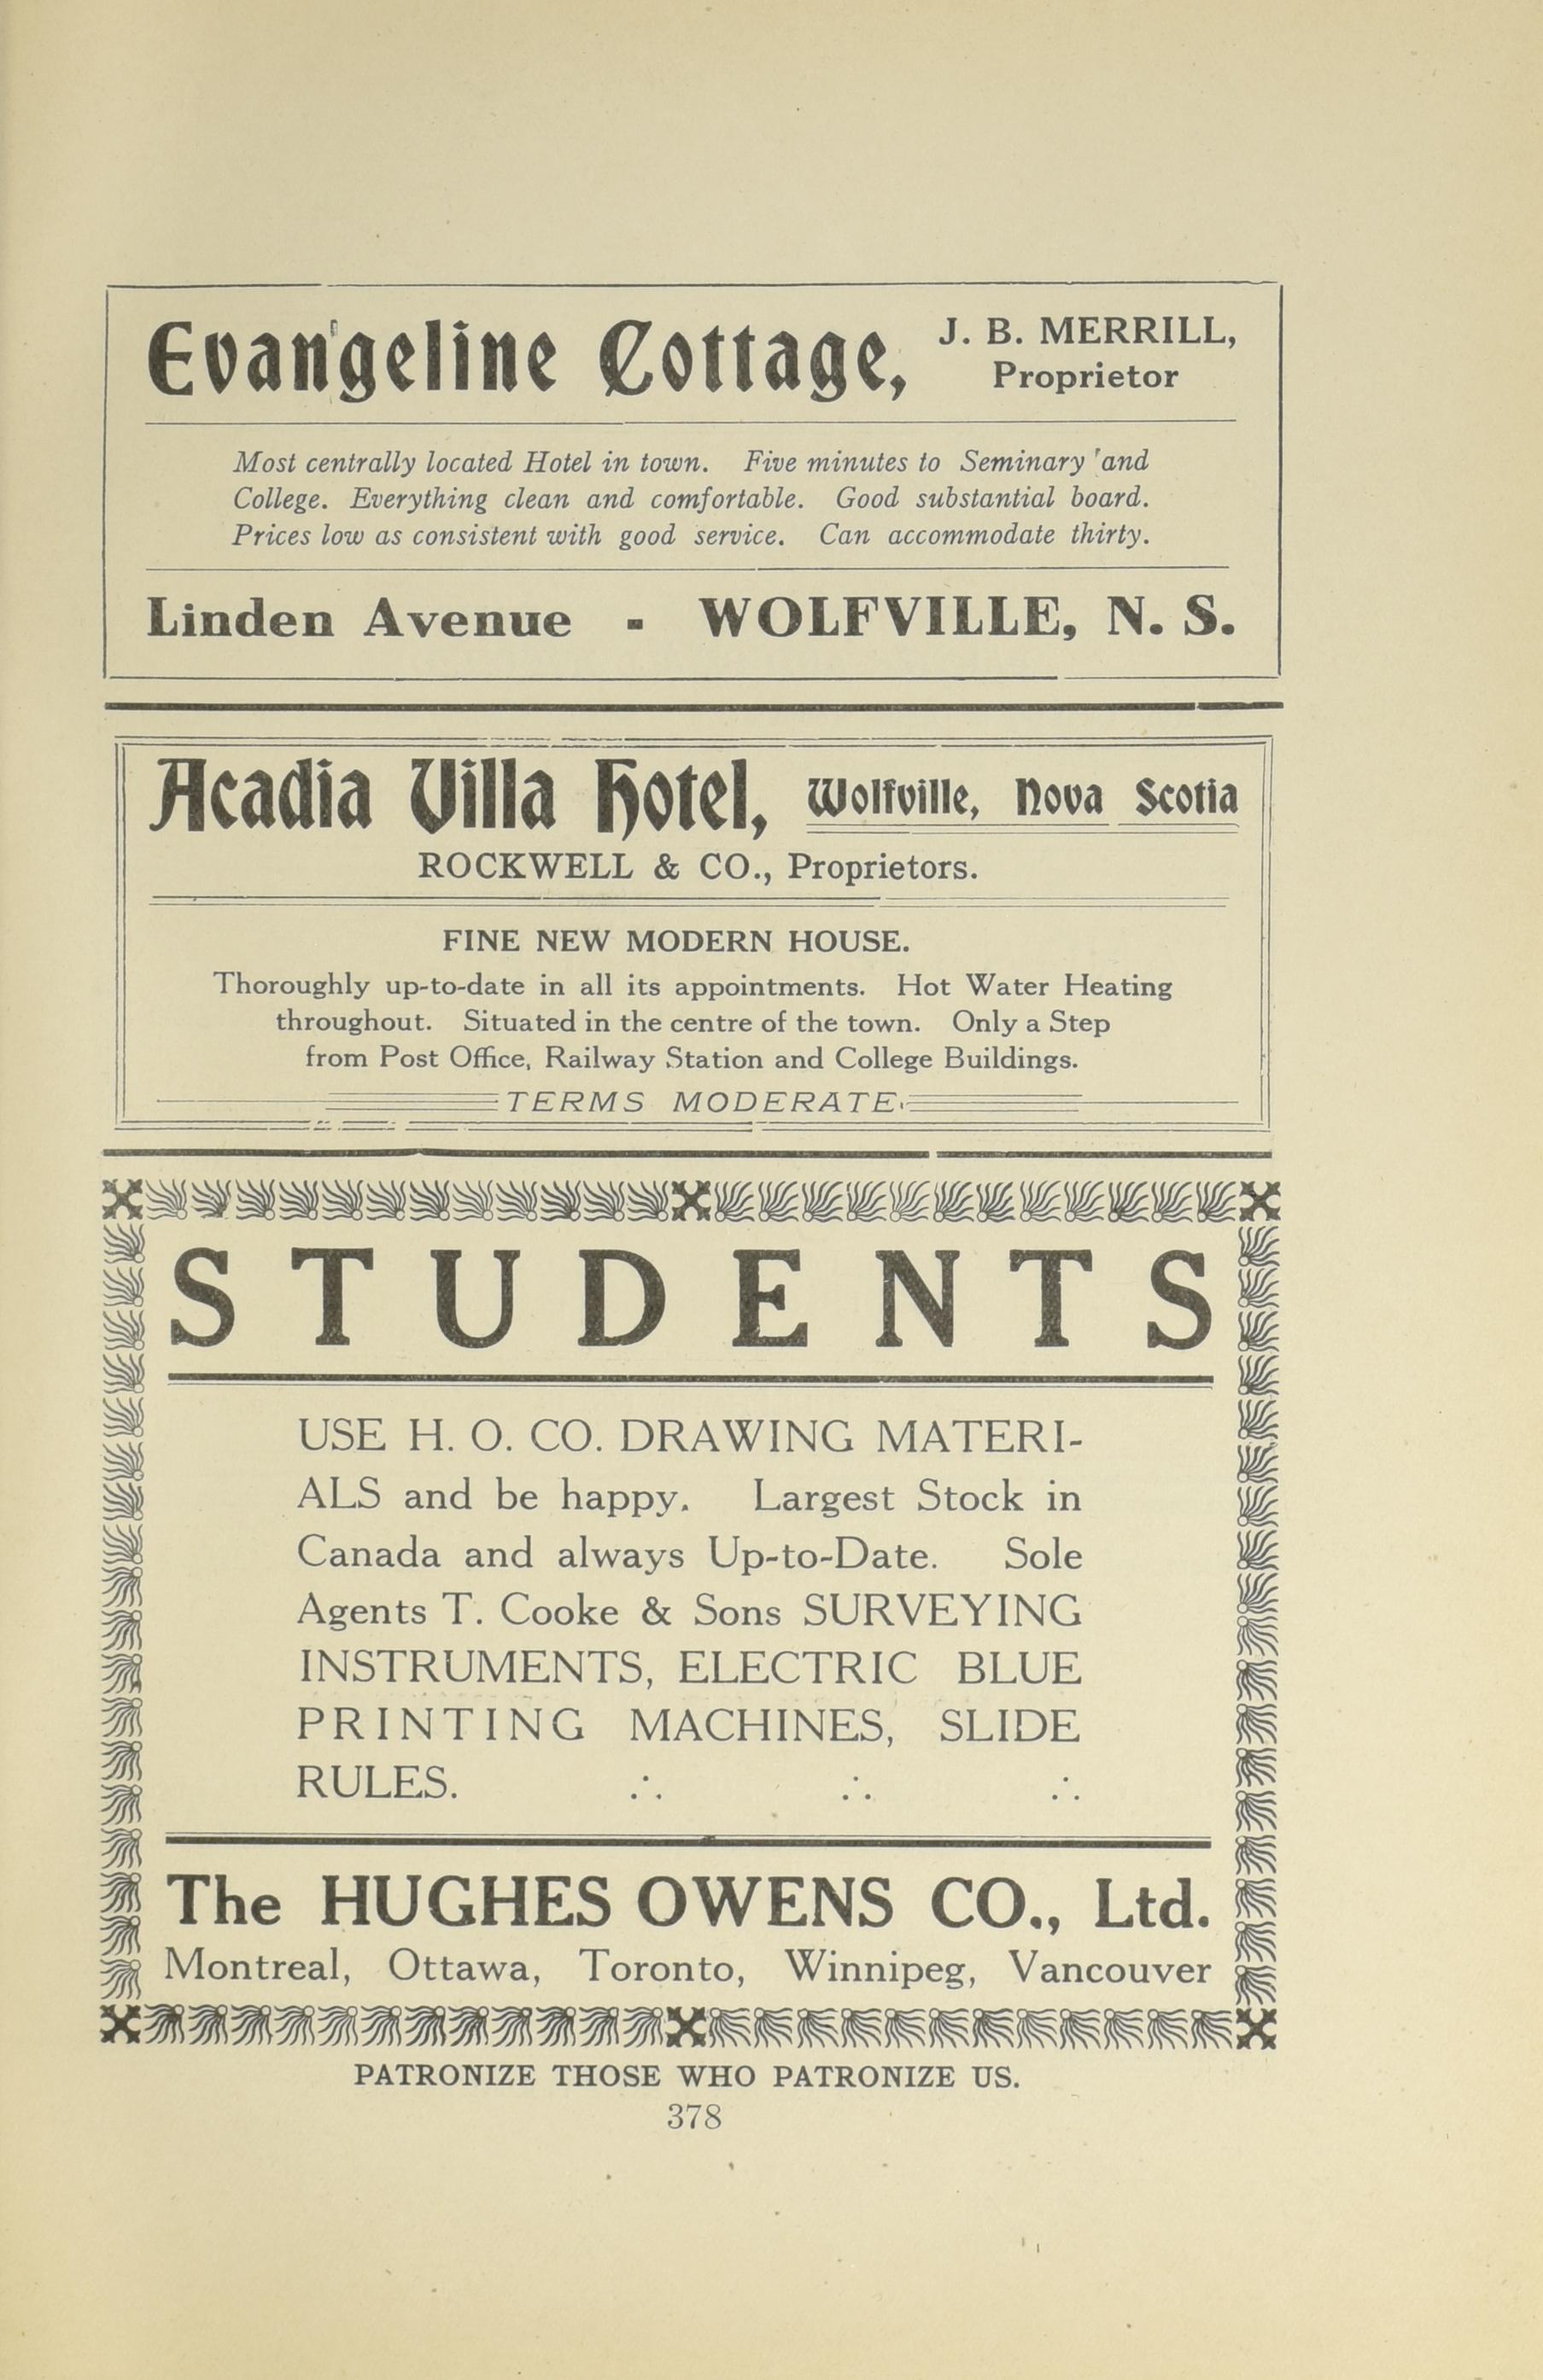 Evangeline Cottage, J. B. MERRILL,
Proprietor
Most centrally located Hotel in town. Five minutes to Seminary and
College. Everything clean and comfortable. Good substantial board.
Prices low as consistent with good service. Can accommodate thirty.
Linden Avenue - WOLFVILLE, N. S.
Acadia Villa Hotel, Wolfville, Nova Scotia
ROCKWELL & CO., Proprietors.
FINE NEW MODERN HOUSE.
Thoroughly up-to-date in all its appointments. Hot Water Heating
throughout. Situated in the centre of the town. Only a Step
from Post Office, Railway Station and College Buildings.
TERMS MODERATE.
STUDENTS
USE H. O. CO. DRAWING MATERI-
ALS and be happy. Largest Stock in
Canada and always Up-to-Date. Sole
Agents T. Cooke & Sons SURVEYING
INSTRUMENTS, ELECTRIC BLUE
PRINTING MACHINES, SLIDE
RULES. ∴ ∴ ∴
The HUGHES OWENS CO., Ltd.
Montreal, Ottawa, Toronto, Winnipeg, Vancouver
PATRONIZE THOSE WHO PATRONIZE US.
378